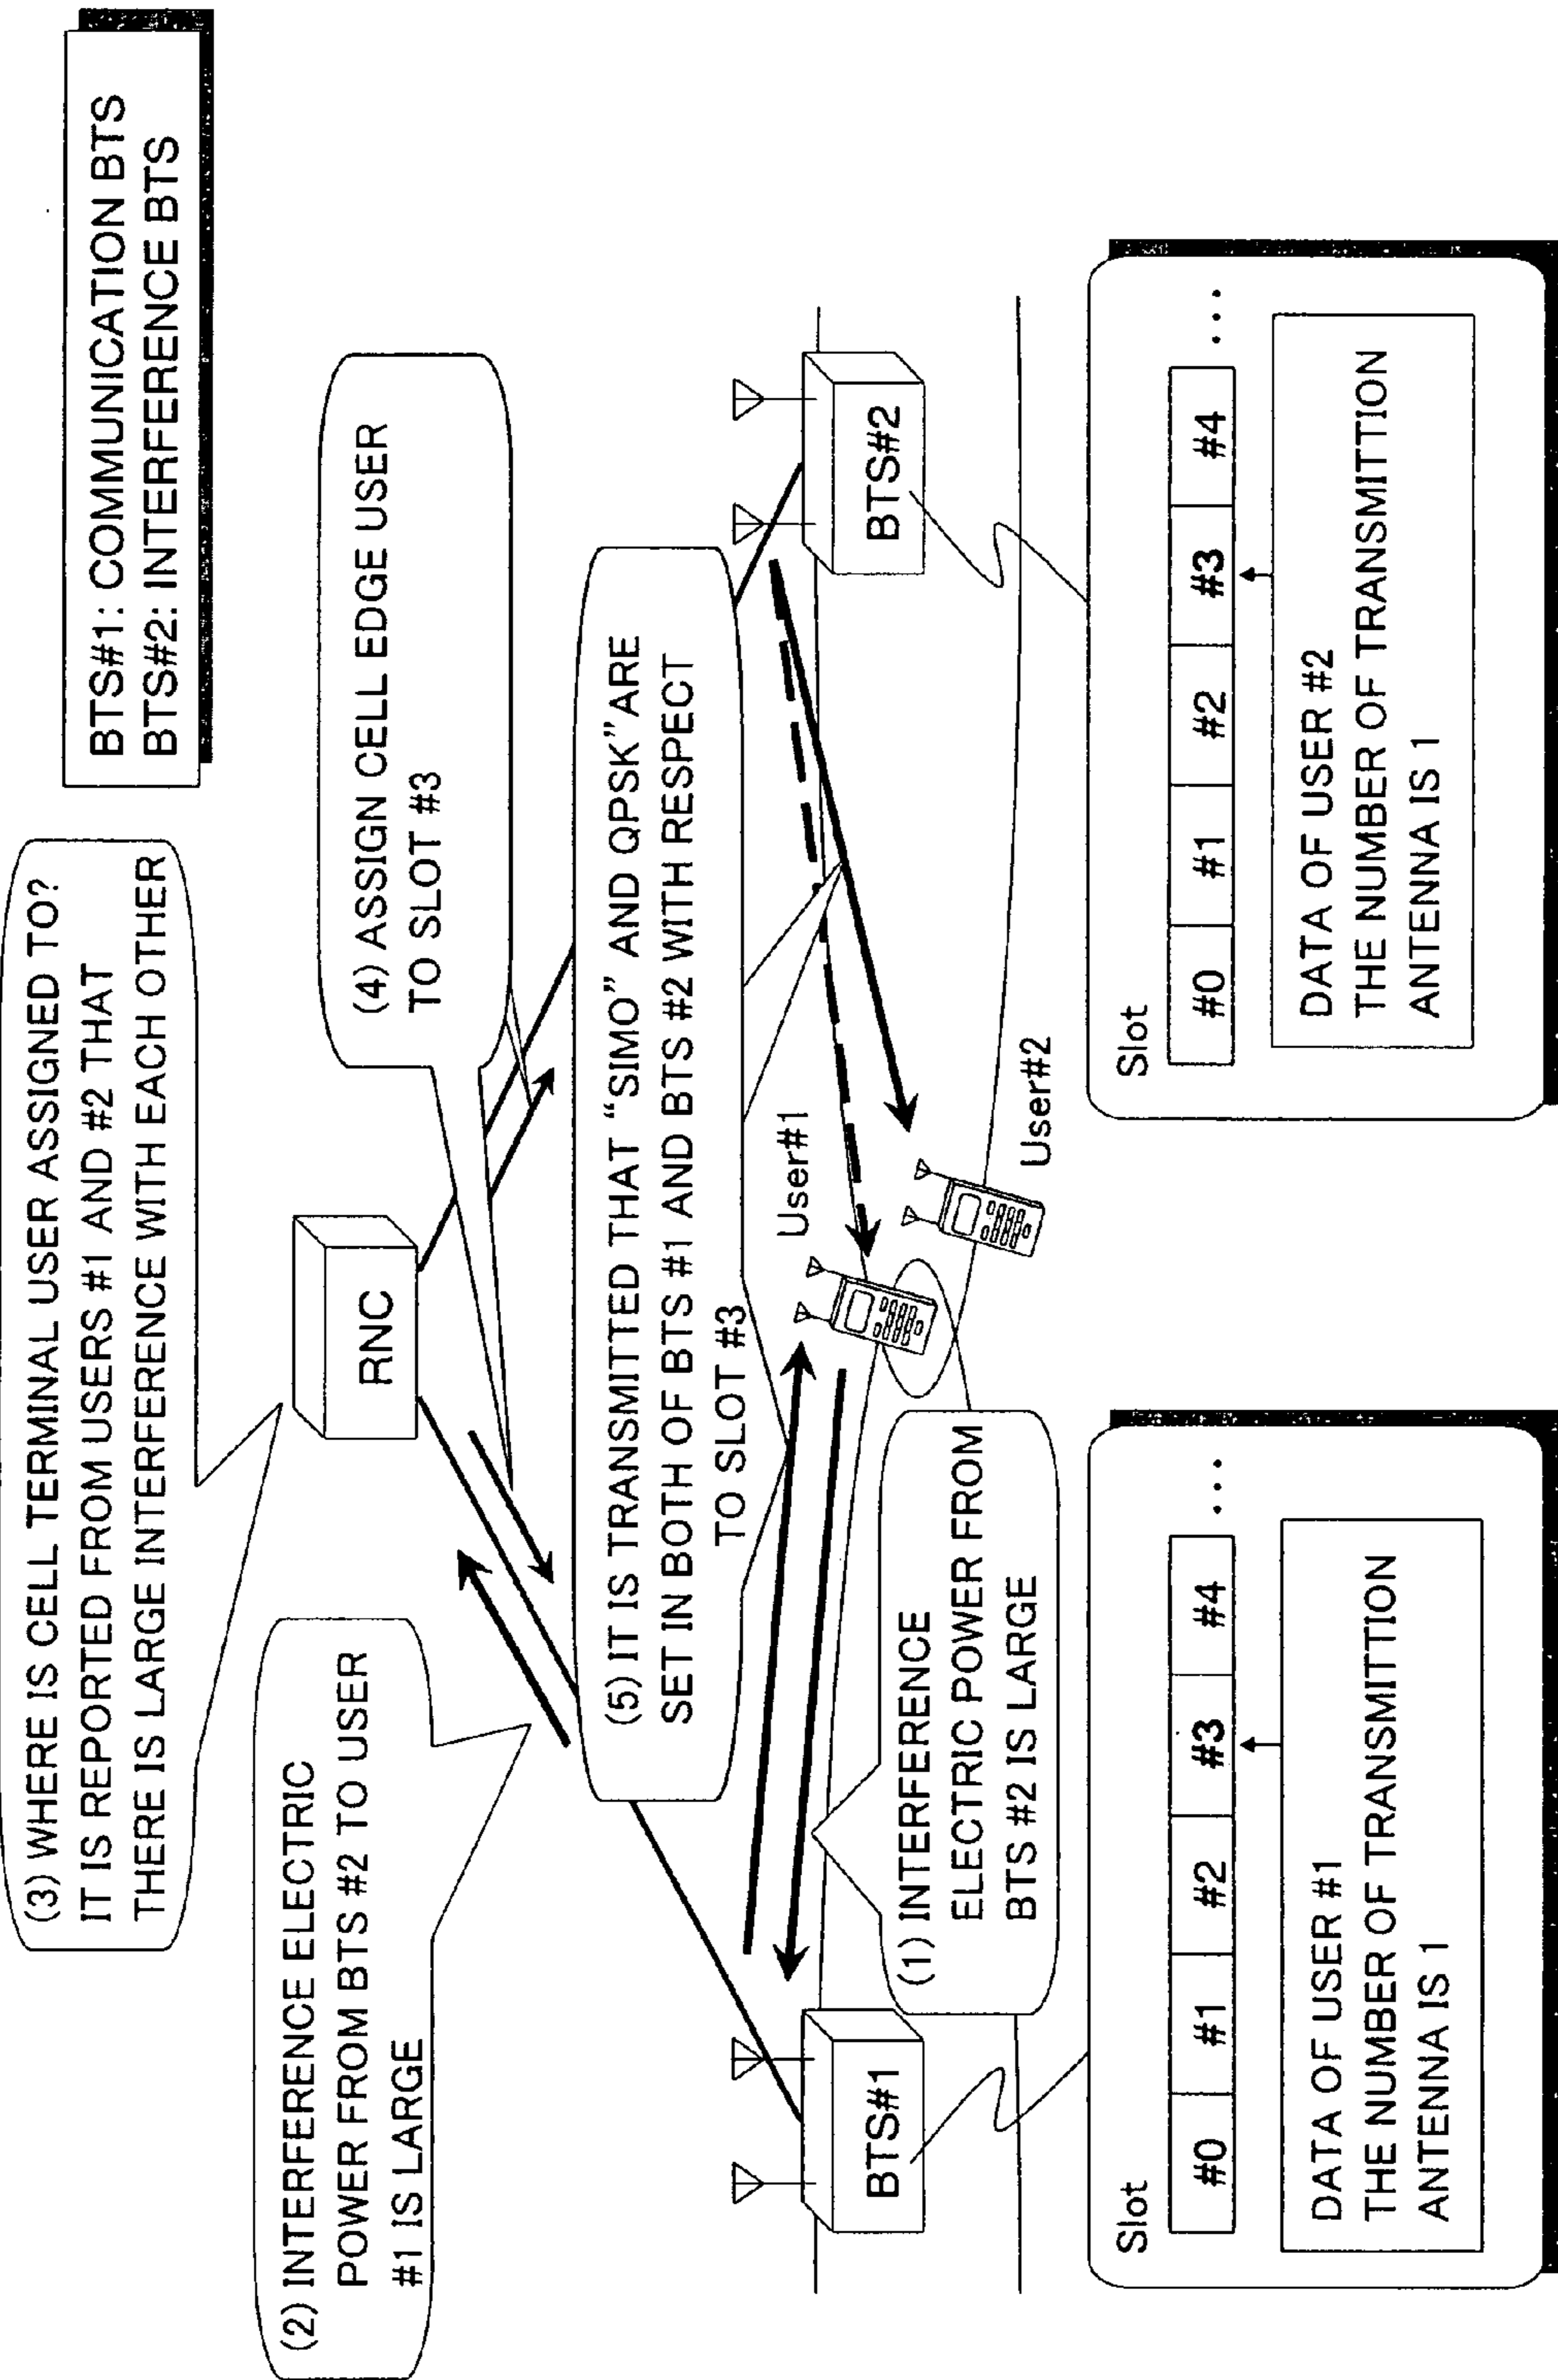 BTS#1: COMMUNICATION BTS
BTS#2: INTERFERENCE BTS
(3) WHERE IS CELL TERMINAL USER ASSIGNED TO?
IT IS REPORTED FROM USERS #1 AND #2 THAT
THERE IS LARGE INTERFERENCE WITH EACH OTHER
(2) INTERFERENCE ELECTRIC
POWER FROM BTS #2 TO USER
#1 IS LARGE
RNC
(4) ASSIGN CELL EDGE USER
TO SLOT #3
(5) IT IS TRANSMITTED THAT “SIMO” AND QPSK” ARE
SET IN BOTH OF BTS #1 AND BTS #2 WITH RESPECT
TO SLOT #3
BTS#1
(1) INTERFERENCE
ELECTRIC POWER FROM
BTS #2 IS LARGE
User#1
User#2
BTS#2
Slot
#0 #1 #2 #3 #4 ...
DATA OF USER #1
THE NUMBER OF TRANSMITTION
ANTENNA IS 1
Slot
#0 #1 #2 #3 #4 ...
DATA OF USER #2
THE NUMBER OF TRANSMITTION
ANTENNA IS 1